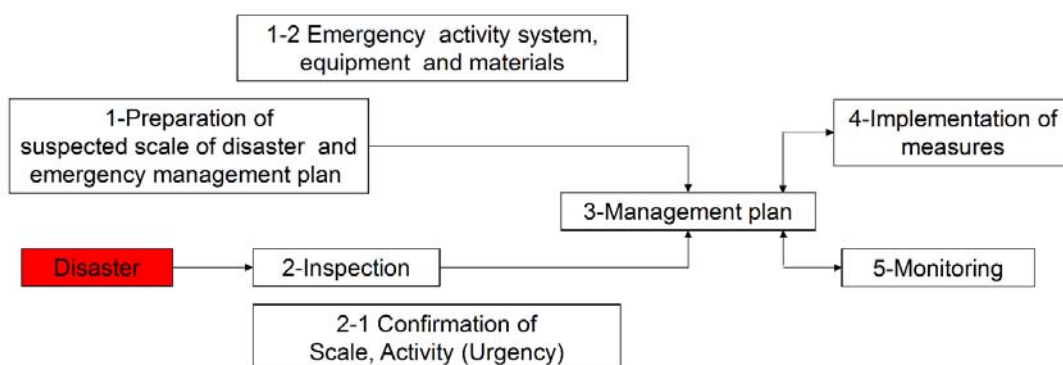 1-2 Emergency activity system,
equipment and materials
1-Preparation of
suspected scale of disaster and
emergency management plan
4-Implementation of
measures
3-Management plan
Disaster
2-Inspection
5-Monitoring
2-1 Confirmation of
Scale, Activity (Urgency)